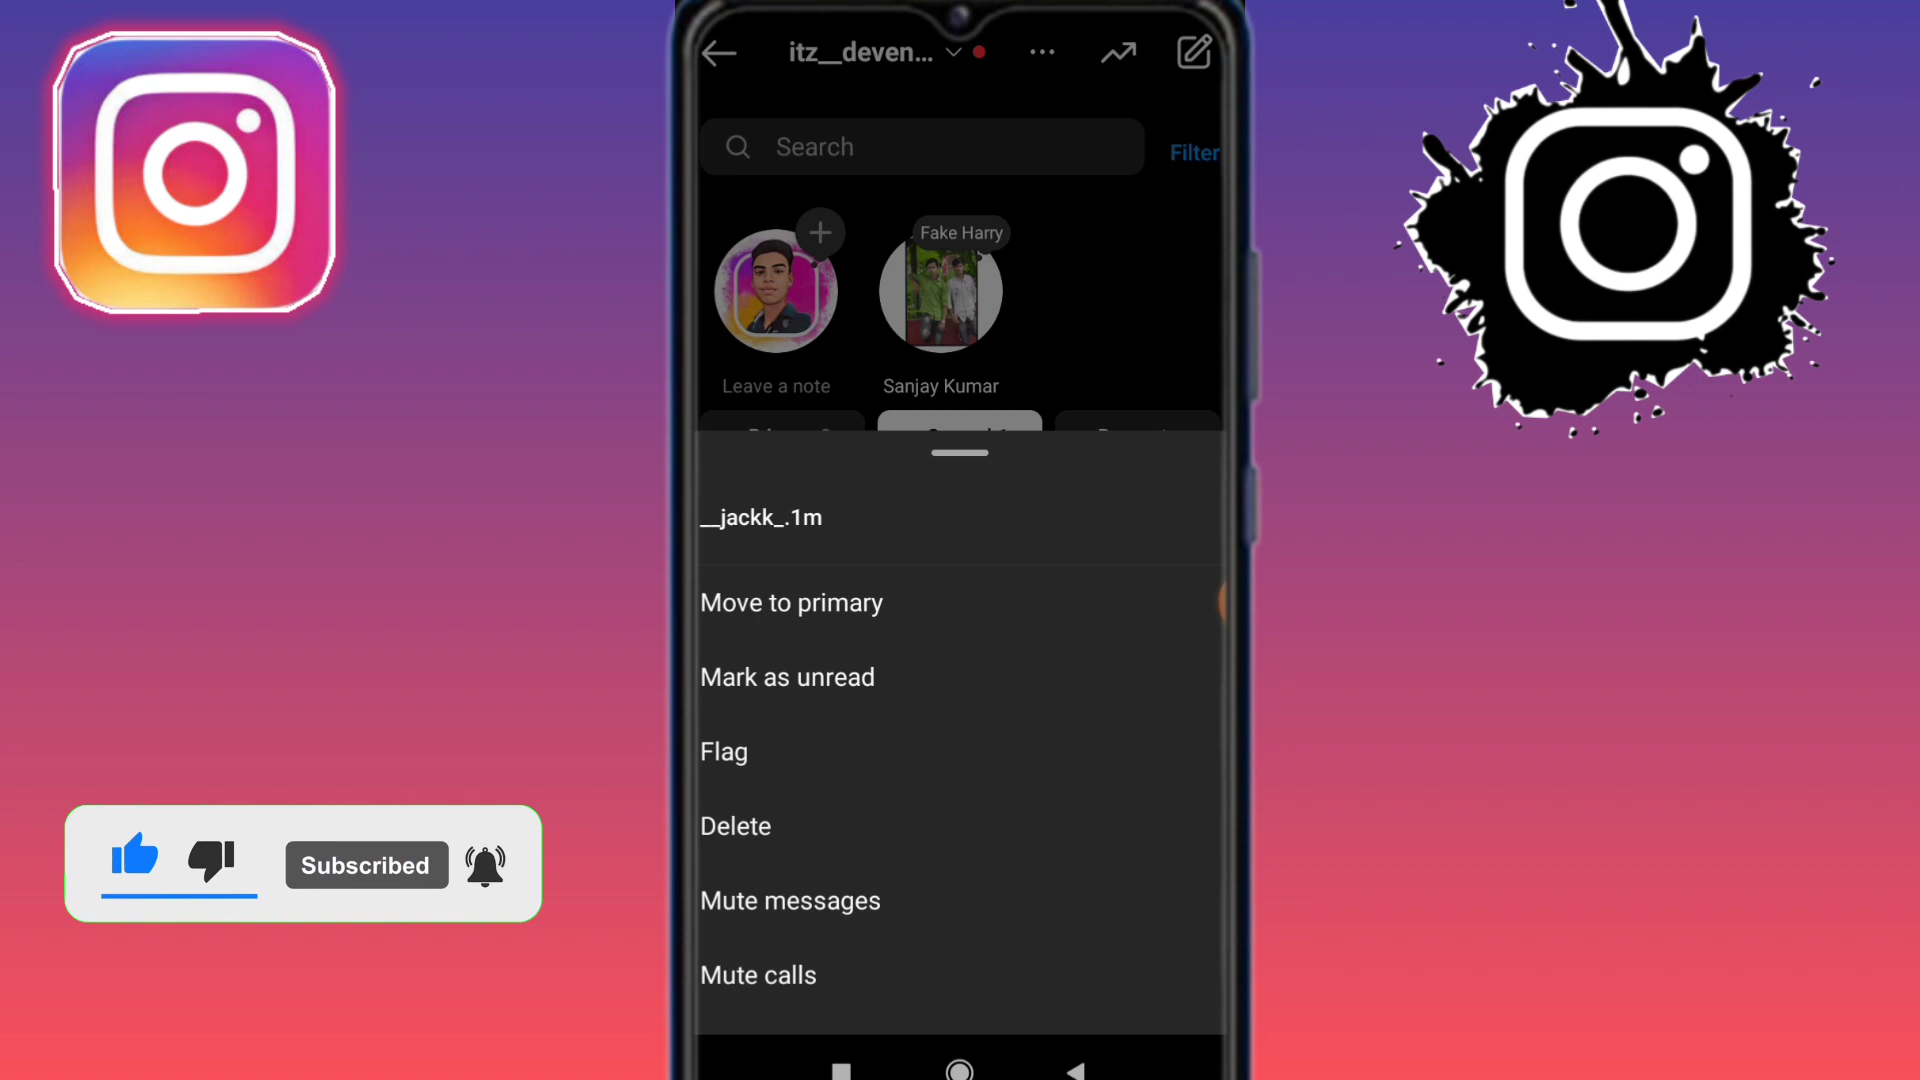 itz__deven...
Search
Filter
Fake Harry
Leave a note
Sanjay Kumar
__jackk_.1m
Move to primary
Mark as unread
Flag
Delete
Mute messages
Mute calls
Subscribed